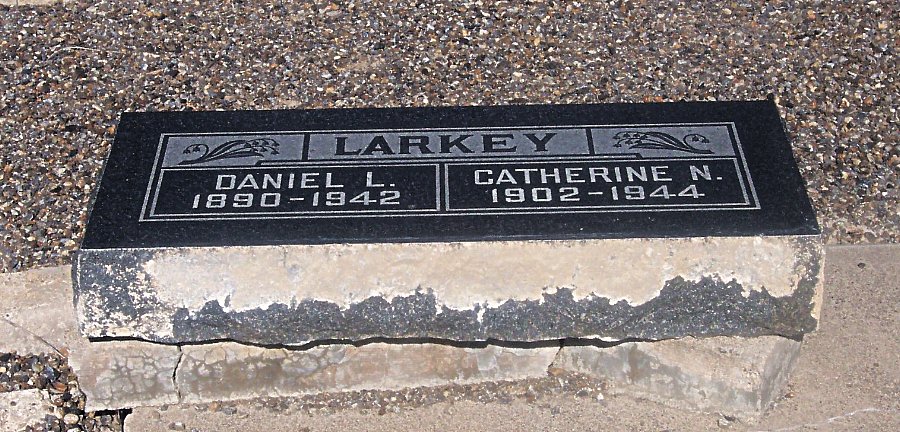 LARKEY
DANIEL L.
1890-1942
CATHERINE N.
1902-1944